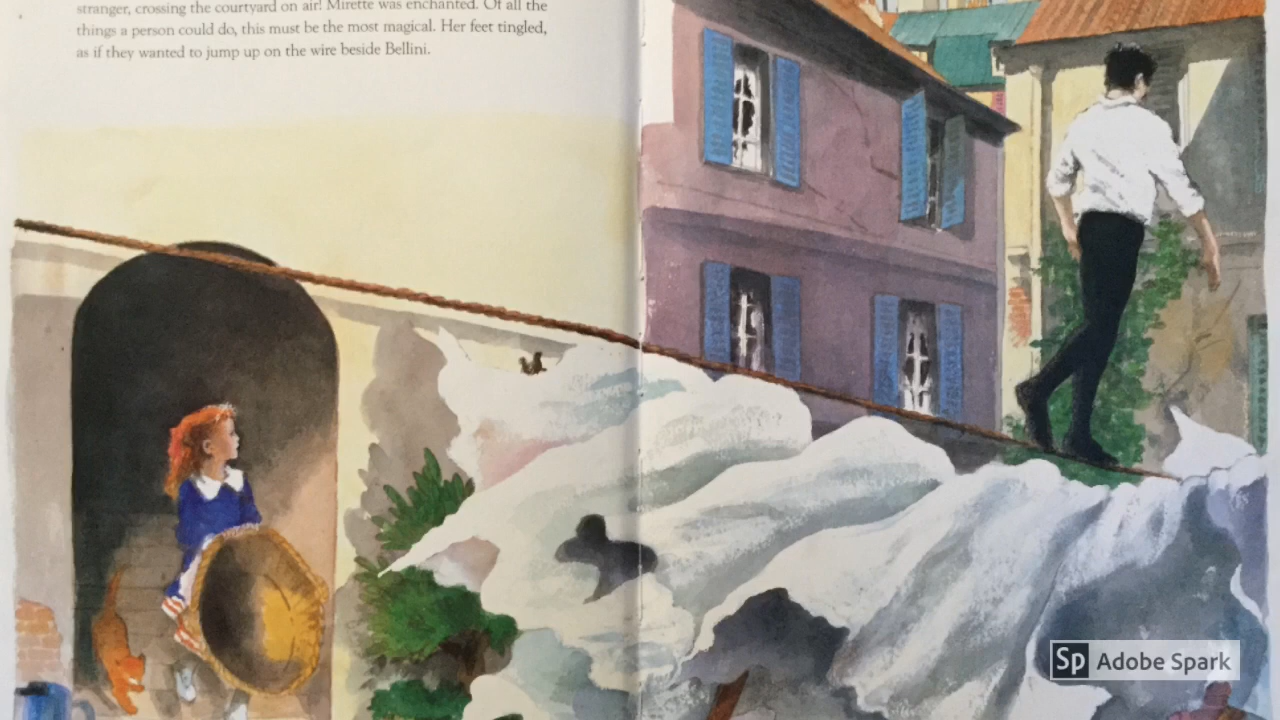 stranger, crossing the courtyard on air! Mirette was enchanted. Of all the
things a person could do, this must be the most magical. Her feet tingled,
as if they wanted to jump up on the wire beside Bellini.
Sp Adobe Spark